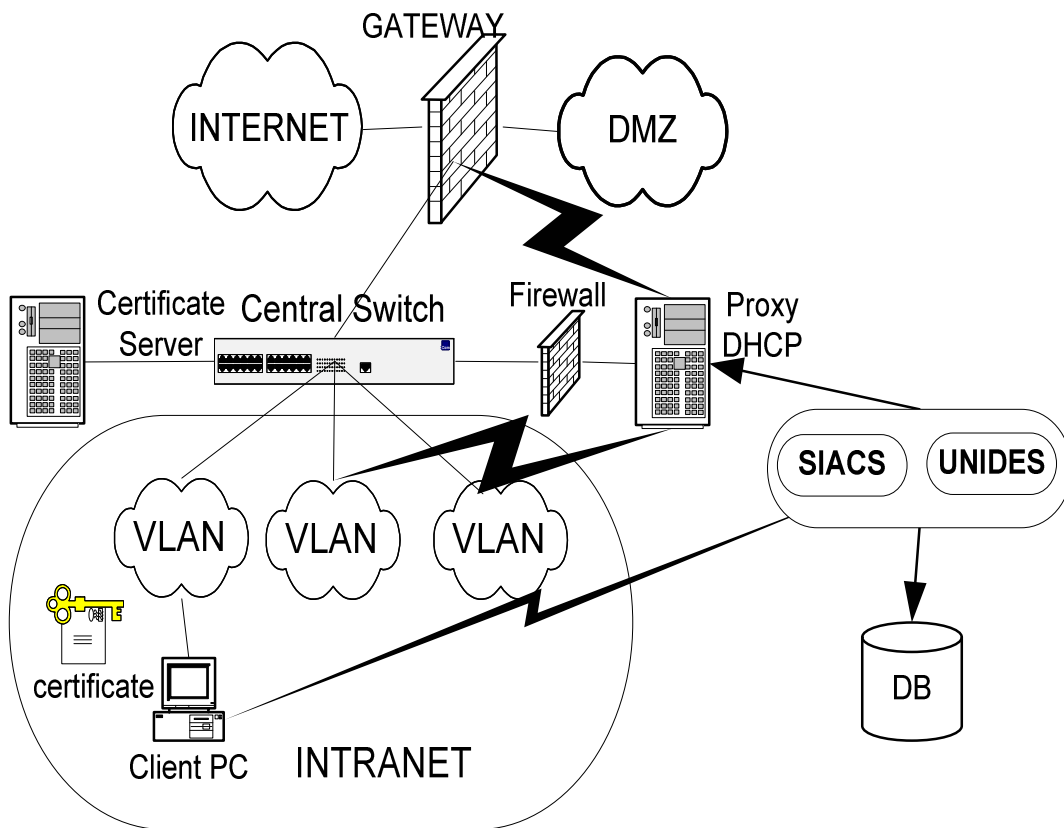 GATEWAY
INTERNET
DMZ
Certificate
Server
Central Switch
Firewall
Proxy
DHCP
SIACS
UNIDES
VLAN
VLAN
VLAN
certificate
Client PC
INTRANET
DB